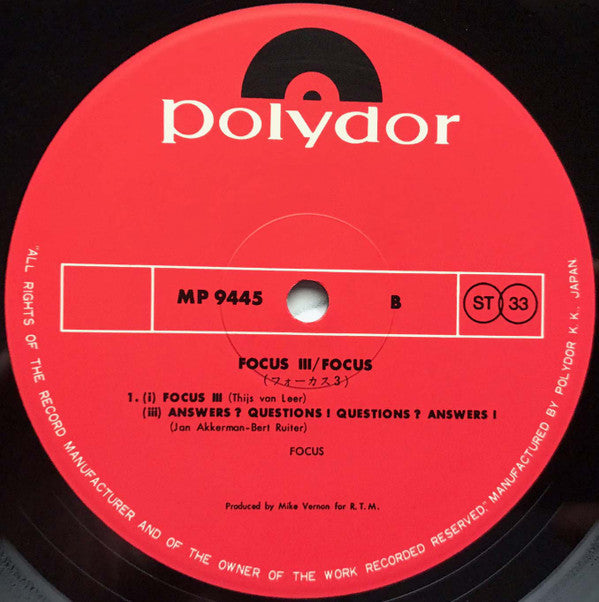 polydor
MP 9445
B
ST 33
FOCUS III/FOCUS
(フォーカス3)
1. (i) FOCUS III (Thijs van Leer)
(iii) ANSWERS? QUESTIONS! QUESTIONS? ANSWERS!
(Jan Akkerman-Bert Ruiter)
FOCUS
Produced by Mike Vernon for R.T.M.
"ALL RIGHTS OF THE RECORD MANUFACTURER AND OF THE OWNER OF THE WORK RECORDED RESERVED." MANUFACTURED BY POLYDOR K.K. JAPAN